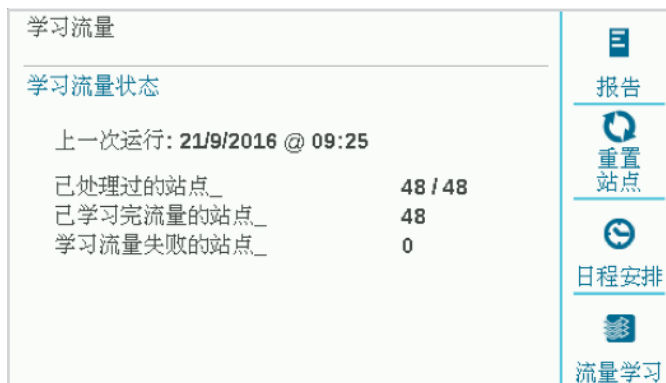 学习流量
学习流量状态
上一次运行: 21/9/2016 @ 09:25
已处理过的站点_ 48 / 48
已学习完流量的站点_ 48
学习流量失败的站点_ 0
报告
重置
站点
日程安排
流量学习